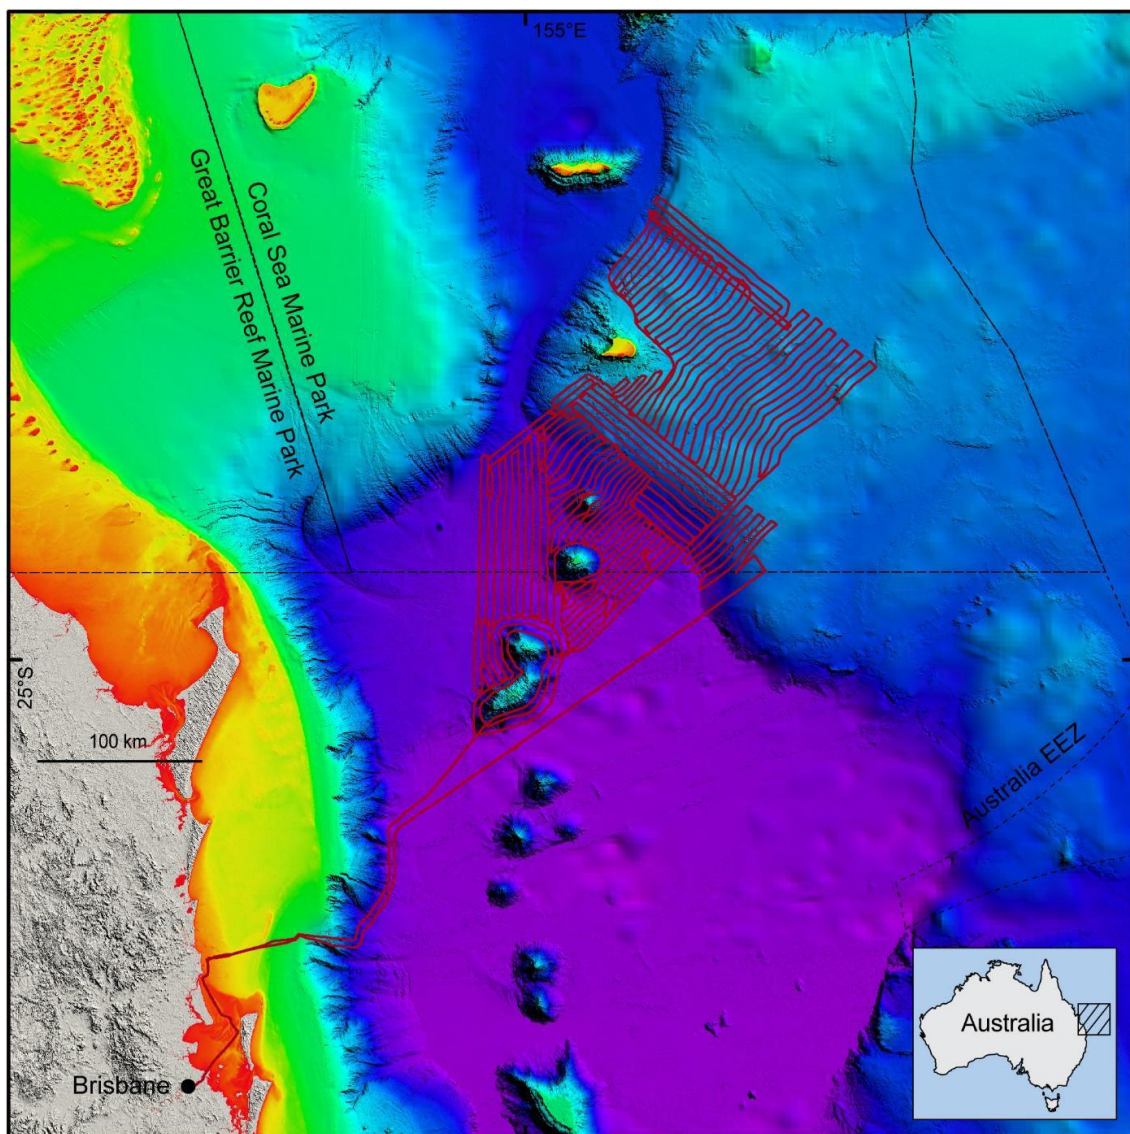 155°E
Coral Sea Marine Park
Great Barrier Reef Marine Park
25°S
100 km
Australia EEZ
Australia
Brisbane